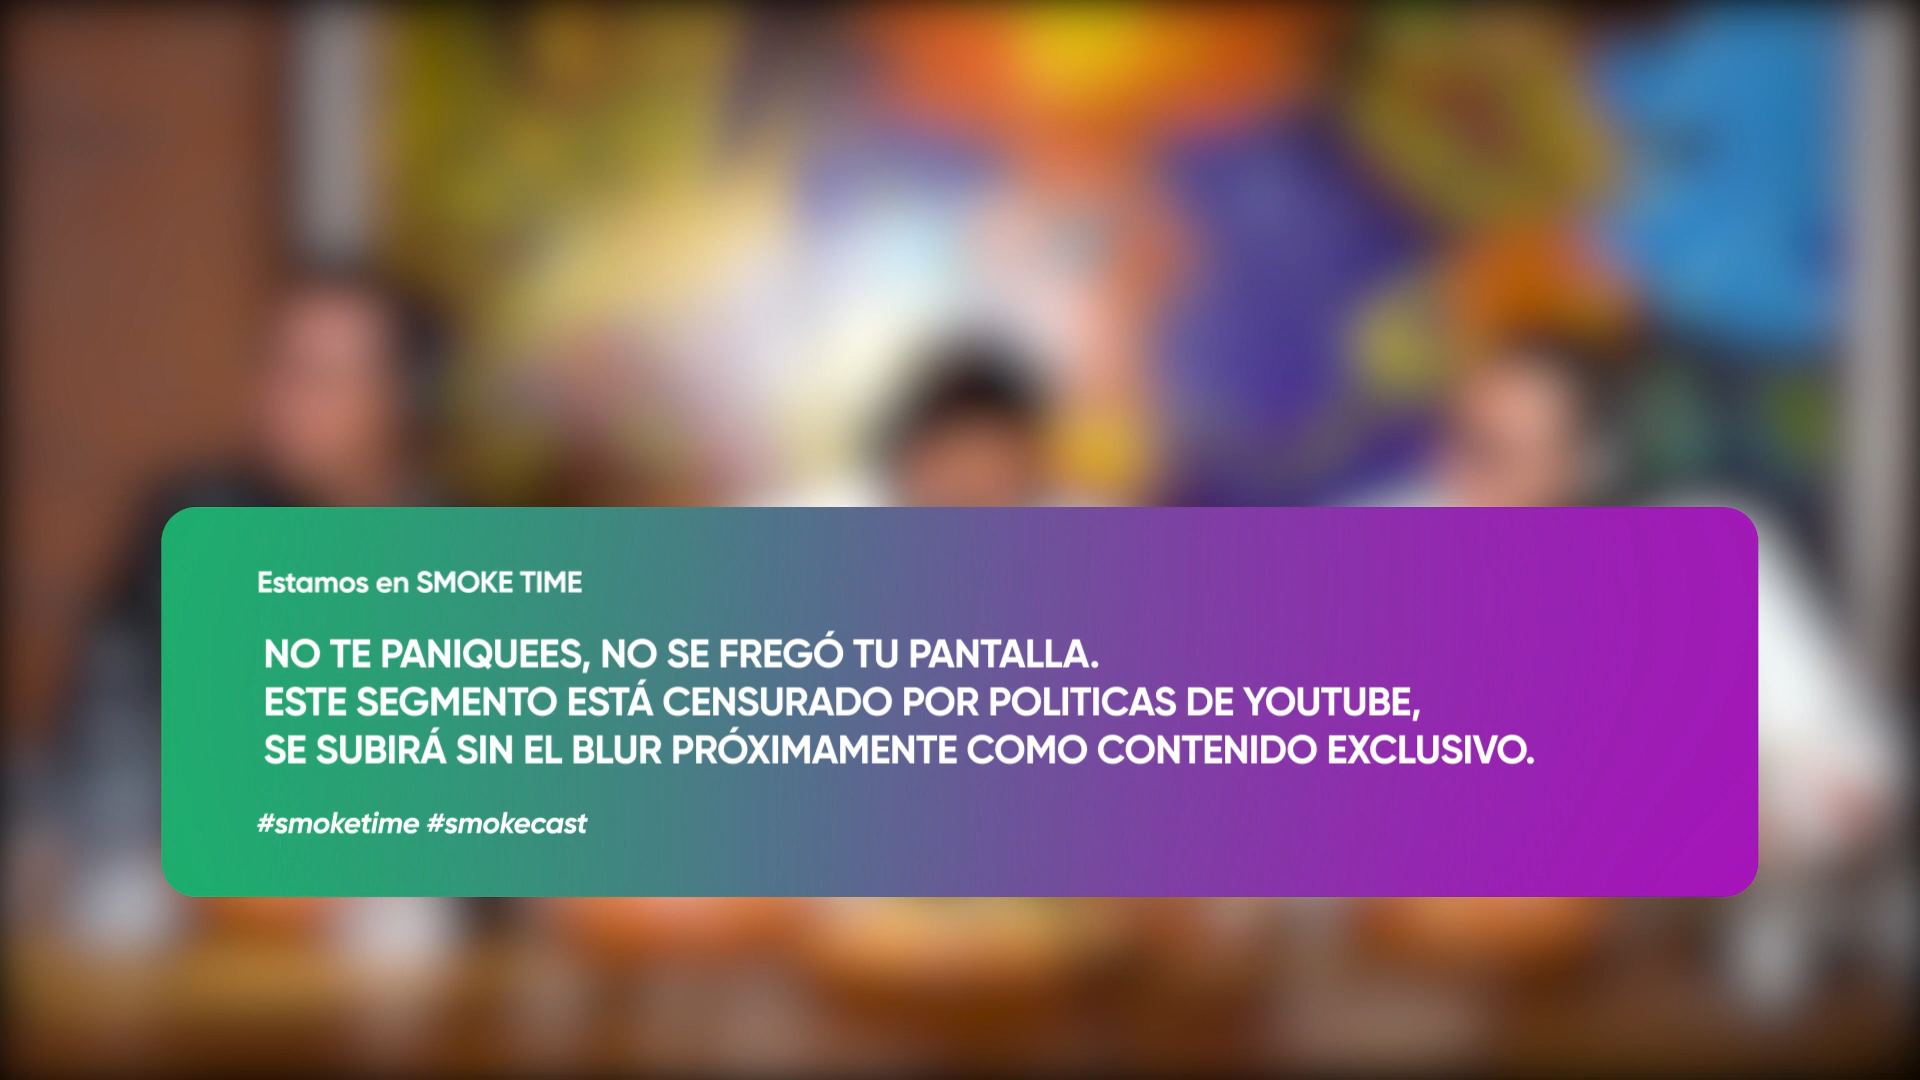 Estamos en SMOKE TIME
NO TE PANIQUEES, NO SE FREGÓ TU PANTALLA.
ESTE SEGMENTO ESTÁ CENSURADO POR POLITICAS DE YOUTUBE,
SE SUBIRÁ SIN EL BLUR PRÓXIMAMENTE COMO CONTENIDO EXCLUSIVO.
#smoketime #smokecast